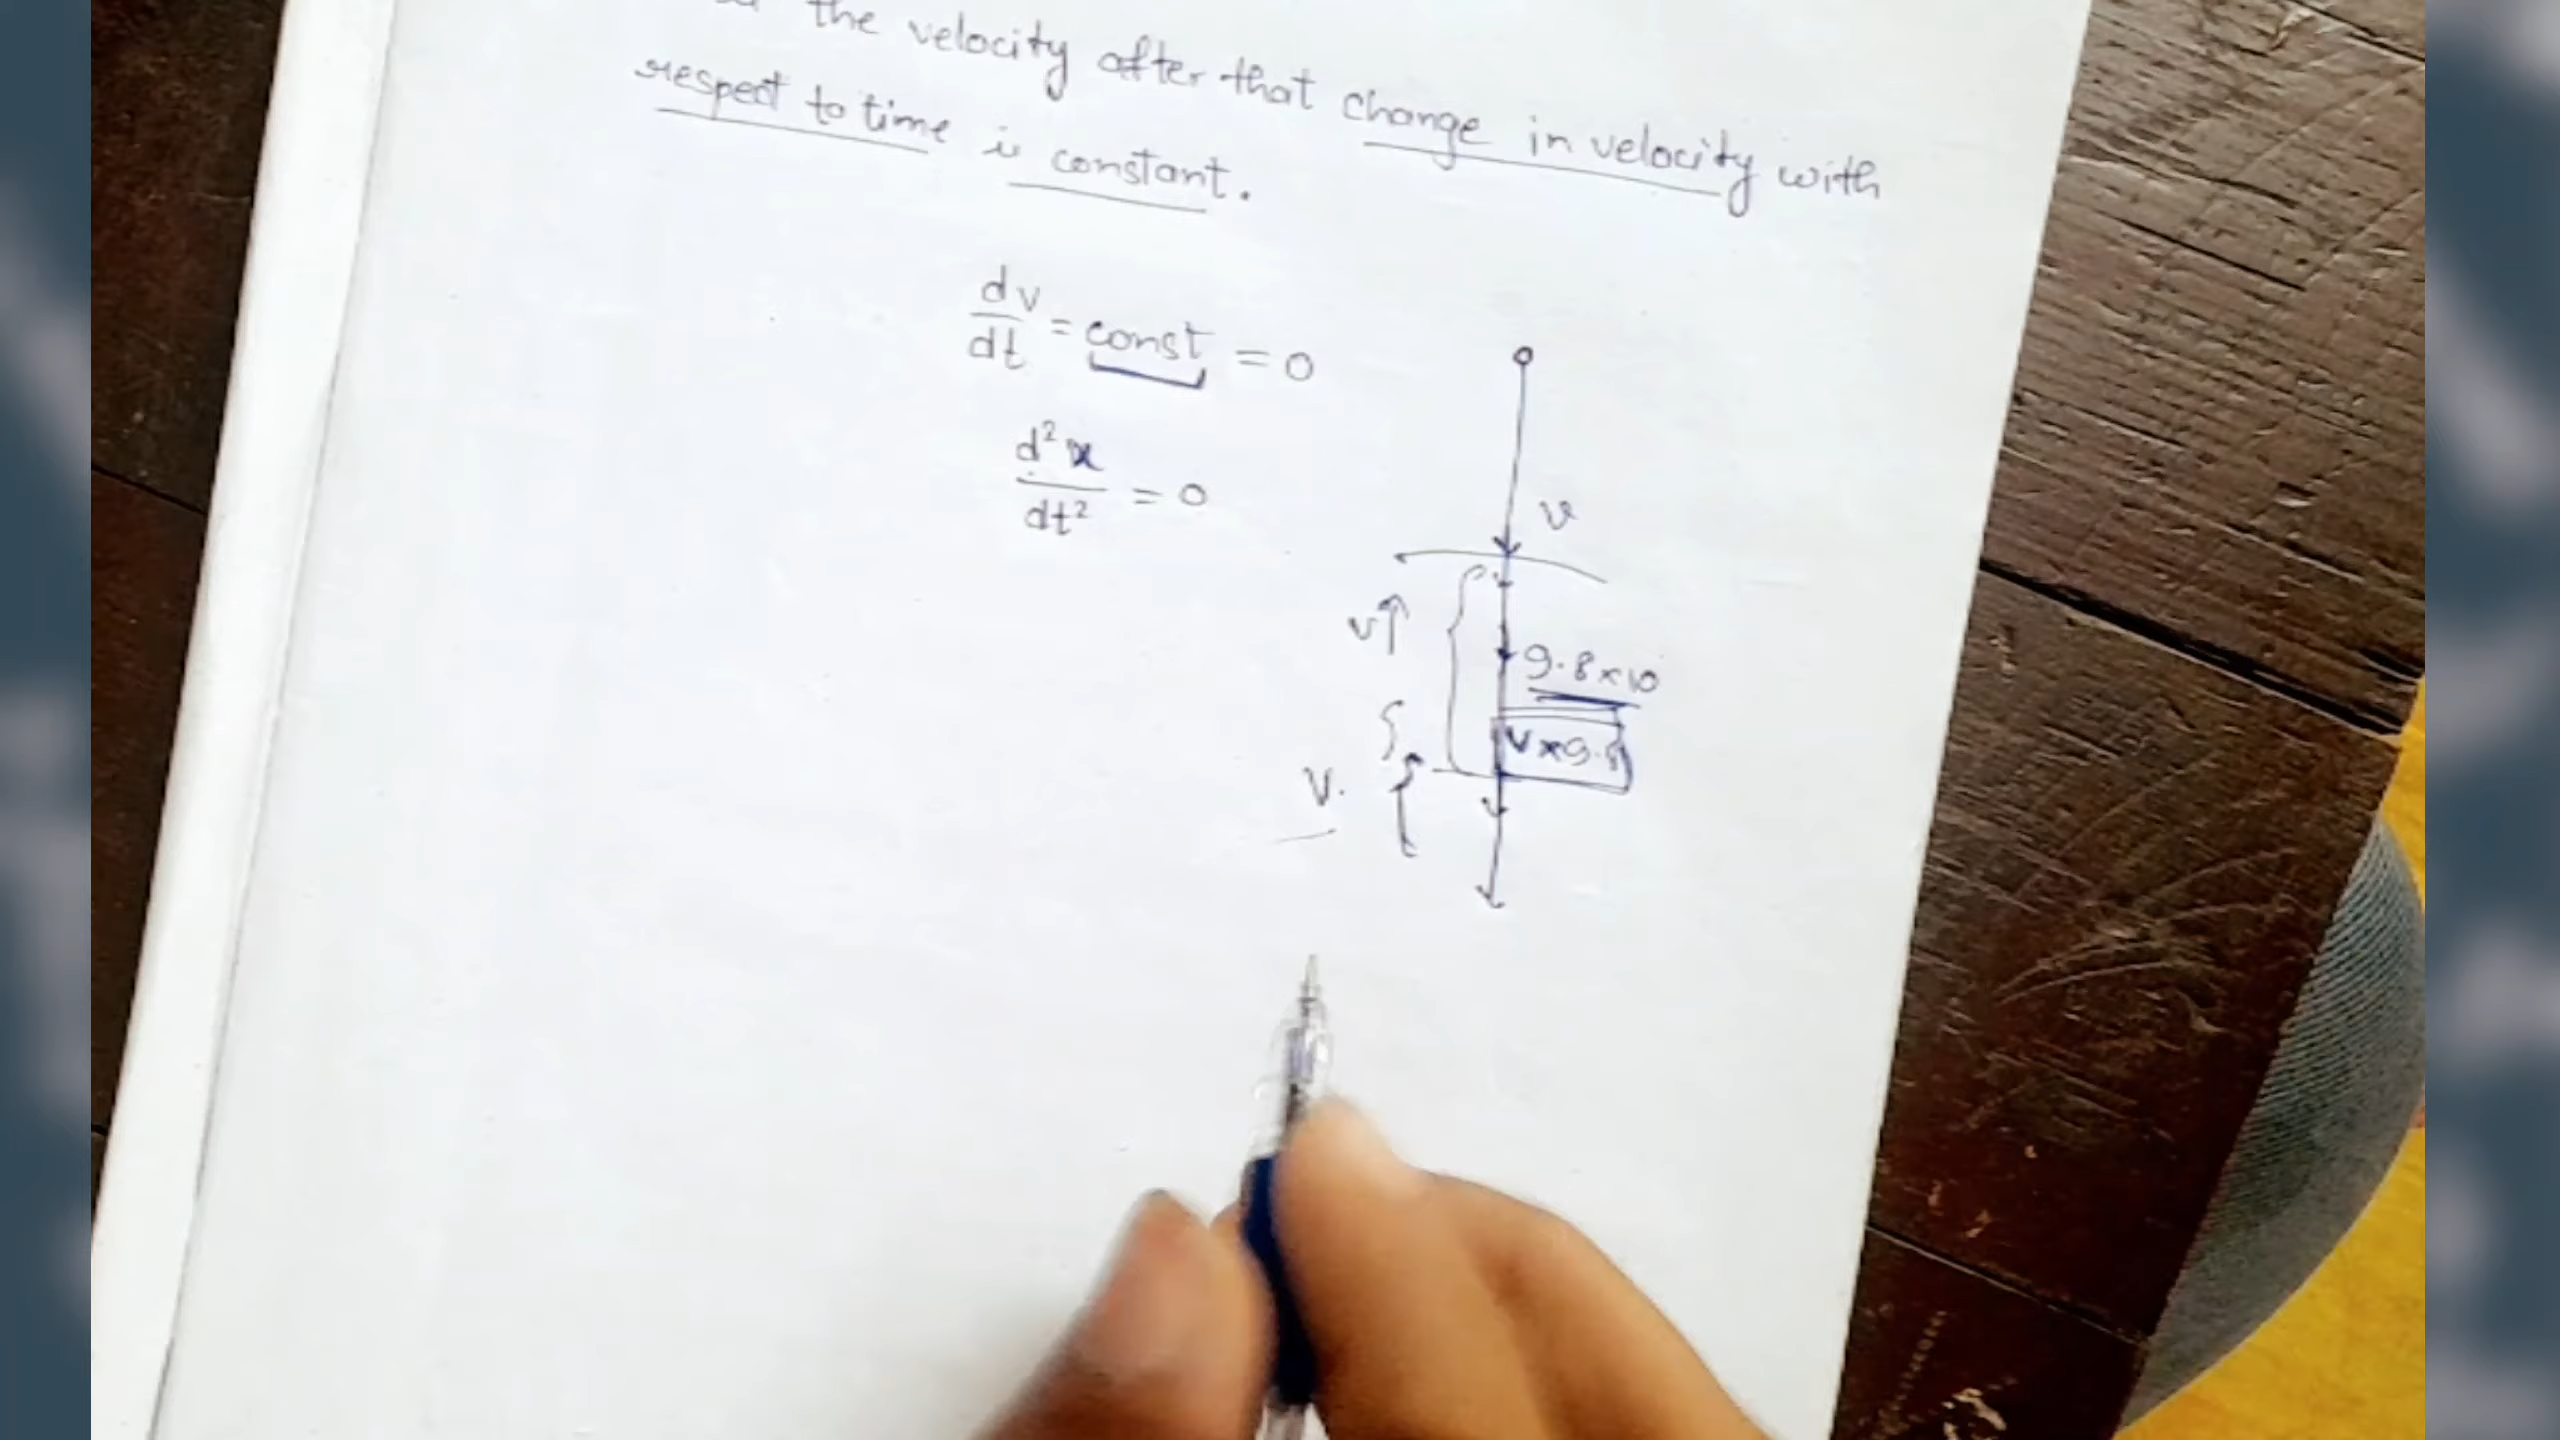 the velocity after that change in velocity with
respect to time is constant.
dv/dt = const = 0
d²x/dt² = 0
v
v↑
9.8×10
V×9.8
V.